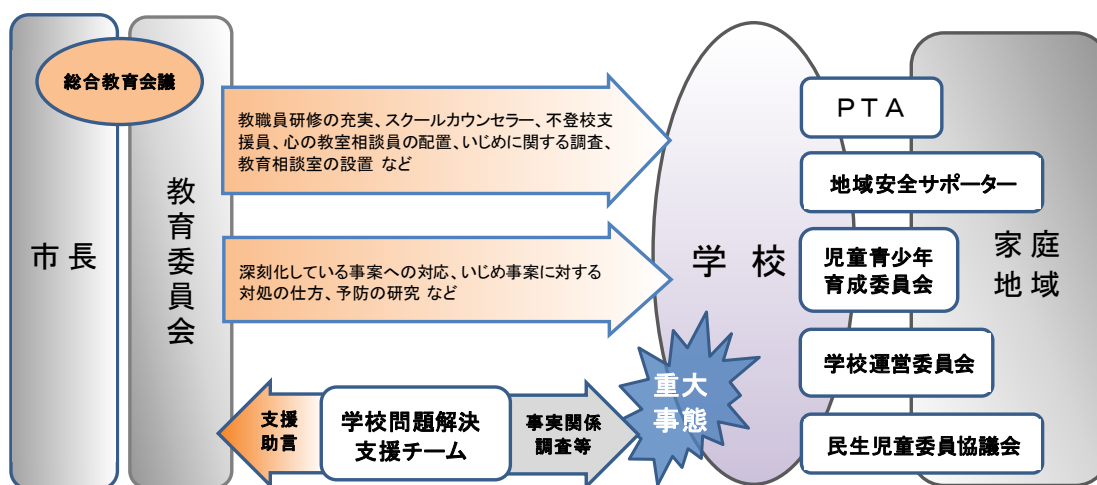 総合教育会議
市長
教育委員会
教職員研修の充実、スクールカウンセラー、不登校支
援員、心の教室相談員の配置、いじめに関する調査、
教育相談室の設置 など
深刻化している事案への対応、いじめ事案に対する
対処の仕方、予防の研究 など
支援
助言
学校問題解決
支援チーム
事実関係
調査等
重大
事態
学校
PTA
地域安全サポーター
児童青少年
育成委員会
学校運営委員会
民生児童委員協議会
家庭
地域